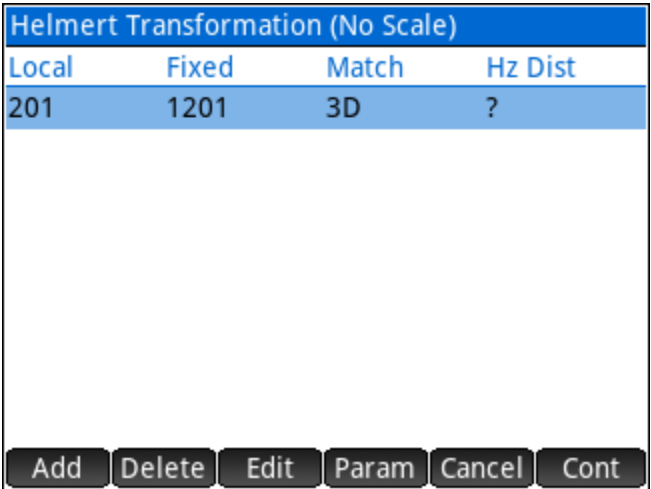 Helmert Transformation (No Scale)
Local Fixed Match Hz Dist
201 1201 3D ?
Add Delete Edit Param Cancel Cont